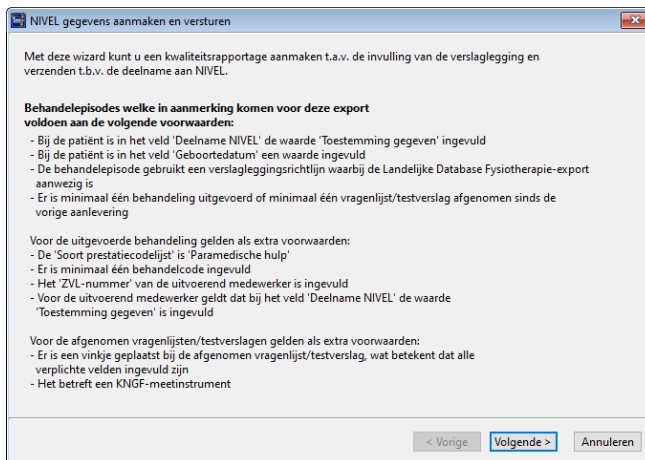 NIVEL gegevens aanmaken en versturen
Met deze wizard kunt u een kwaliteitsrapportage aanmaken t.a.v. de invulling van de verslaglegging en
verzenden t.b.v. de deelname aan NIVEL.
Behandelepisodes welke in aanmerking komen voor deze export
voldoen aan de volgende voorwaarden:
- Bij de patiënt is in het veld 'Deelname NIVEL' de waarde 'Toestemming gegeven' ingevuld
- Bij de patiënt is in het veld 'Geboortedatum' een waarde ingevuld
- De behandelepisode gebruikt een verslagleggingsrichtlijn waarbij de Landelijke Database Fysiotherapie-export
aanwezig is
- Er is minimaal één behandeling uitgevoerd of minimaal één vragenlijst/testverslag afgenomen sinds de
vorige aanlevering
Voor de uitgevoerde behandeling gelden als extra voorwaarden:
- De 'Soort prestatiecodelijst' is 'Paramedische hulp'
- Er is minimaal één behandelcode ingevuld
- Het 'ZVL-nummer' van de uitvoerend medewerker is ingevuld
- Voor de uitvoerend medewerker geldt dat bij het veld 'Deelname NIVEL' de waarde
'Toestemming gegeven' is ingevuld
Voor de afgenomen vragenlijsten/testverslagen gelden als extra voorwaarden:
- Er is een vinkje geplaatst bij de afgenomen vragenlijst/testverslag, wat betekent dat alle
verplichte velden ingevuld zijn
- Het betreft een KNGF-meetinstrument
< Vorige Volgende > Annuleren